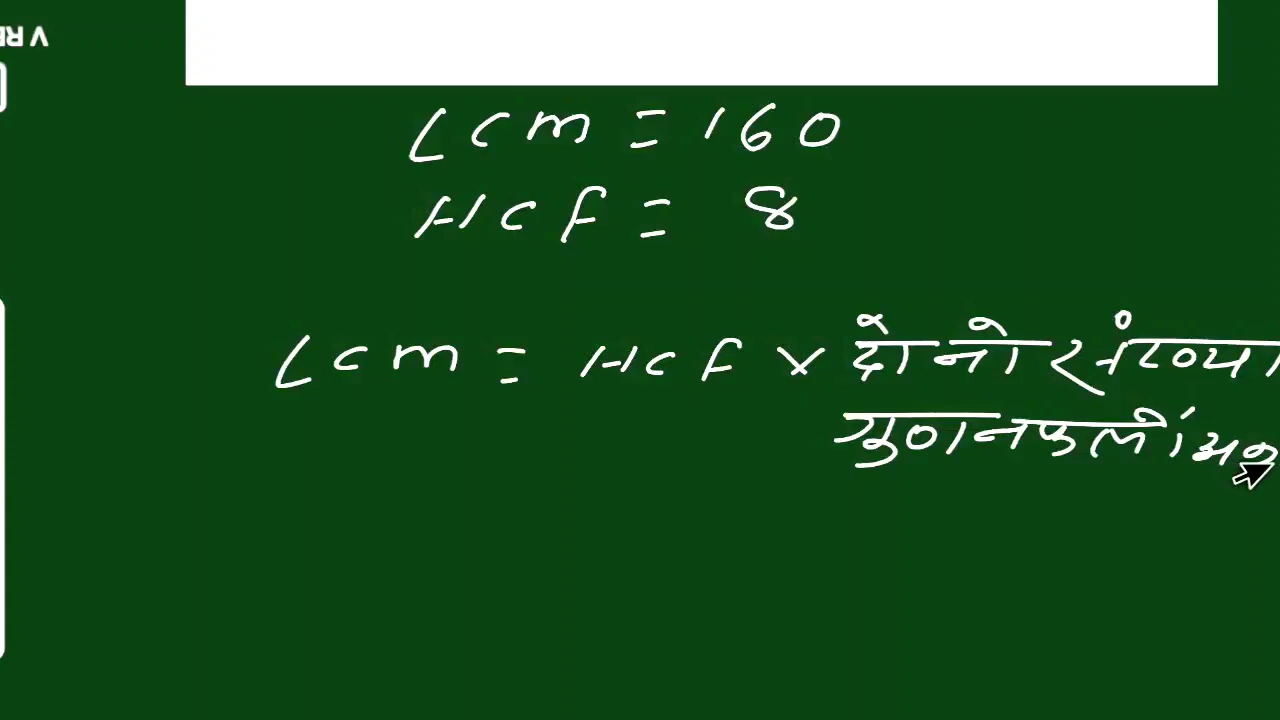 LCM = 160
HCF = 8
LCM = HCF × दोनो संख्या
गुणनफल